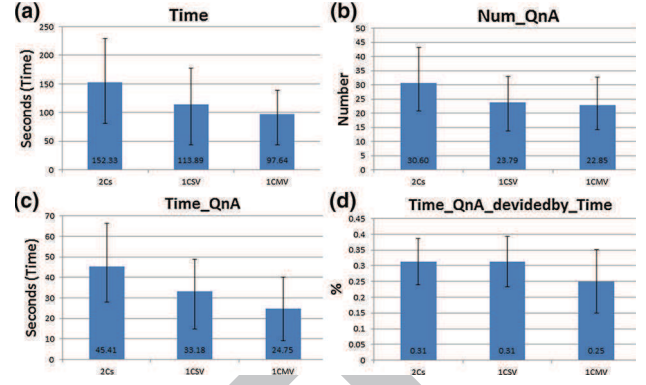 (a) Time
Seconds (Time)
250
200
150
100
50
0
152.33 113.89 97.64
2Cs 1CSV 1CMV
(b) Num_QnA
Number
50
45
40
35
30
25
20
15
10
5
0
30.60 23.79 22.85
2Cs 1CSV 1CMV
(c) Time_QnA
Seconds (Time)
70
60
50
40
30
20
10
0
45.41 33.18 24.75
2Cs 1CSV 1CMV
(d) Time_QnA_devidedby_Time
%
0.45
0.4
0.35
0.3
0.25
0.2
0.15
0.1
0.05
0
0.31 0.31 0.25
2Cs 1CSV 1CMV